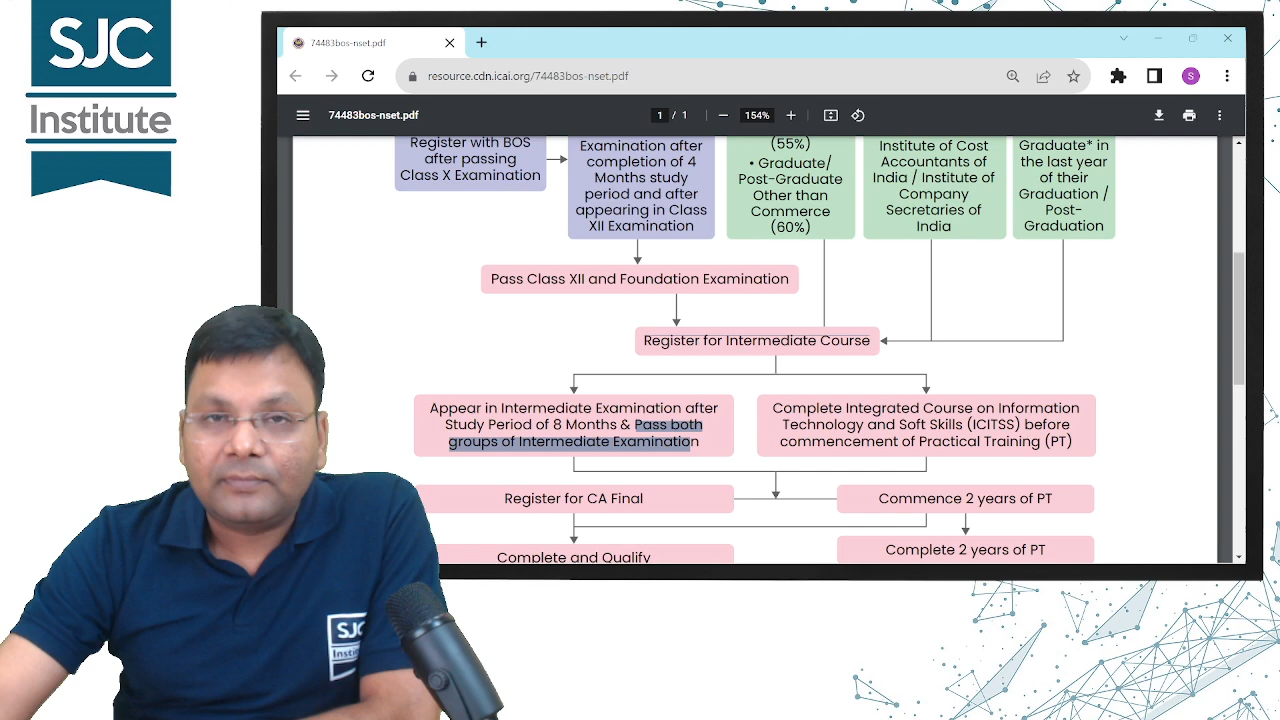 SJC
Institute
74483bos-nset.pdf
resource.cdn.icai.org/74483bos-nset.pdf
S
74483bos-nset.pdf
1 / 1
154%
Register with BOS
after passing
Class X Examination
Examination after
completion of 4
Months study
period and after
appearing in Class
XII Examination
(55%)
• Graduate/
Post-Graduate
Other than
Commerce
(60%)
Institute of Cost
Accountants of
India / Institute of
Company
Secretaries of
India
Graduate* in
the last year
of their
Graduation /
Post-
Graduation
Pass Class XII and Foundation Examination
Register for Intermediate Course
Appear in Intermediate Examination after
Study Period of 8 Months & Pass both
groups of Intermediate Examination
Complete Integrated Course on Information
Technology and Soft Skills (ICITSS) before
commencement of Practical Training (PT)
Register for CA Final
Commence 2 years of PT
Complete and Qualify
Complete 2 years of PT
SJC
Institute